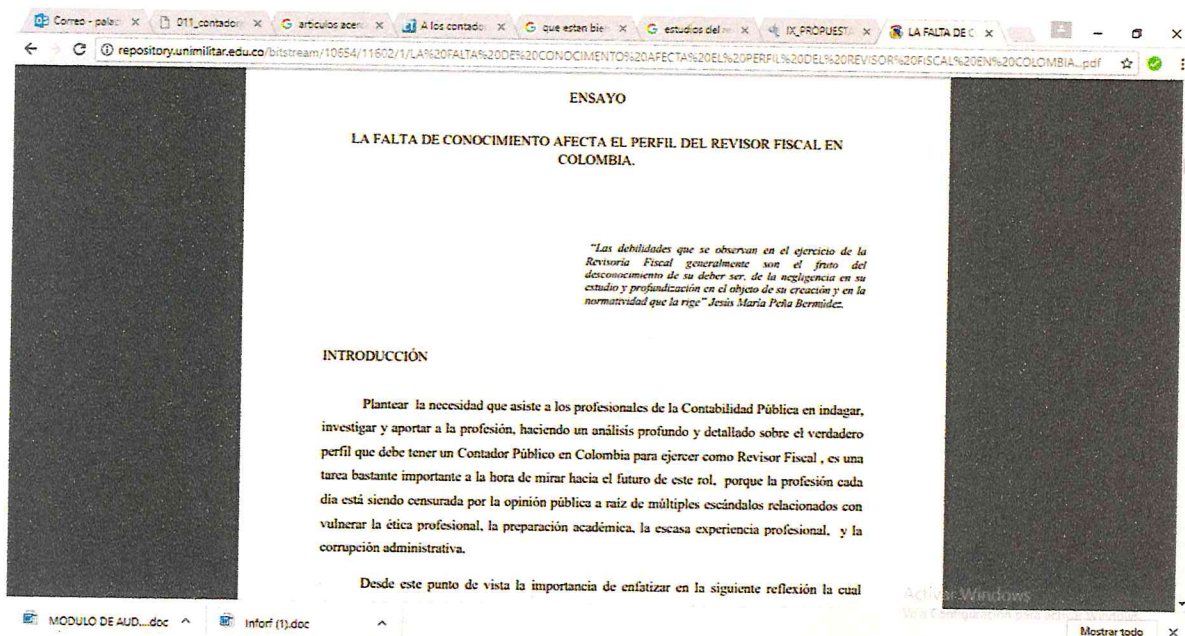 Correo - palac
011_contador
articulos acerc
A los contado
que estan bie
estudios del
IX_PROPUEST
LA FALTA DE C
repository.unimilitar.edu.co/bitstream/10654/11602/1/LA%20FALTA%20DE%20CONOCIMENTO%20AFECTA%20EL%20PERFIL%20DEL%20REVISOR%20FISCAL%20EN%20COLOMBIA...pdf
ENSAYO
LA FALTA DE CONOCIMIENTO AFECTA EL PERFIL DEL REVISOR FISCAL EN
COLOMBIA.
"Las debilidades que se observan en el ejercicio de la
Revisoría Fiscal generalmente son el fruto del
desconocimiento de su deber ser, de la negligencia en su
estudio y profundización en el objeto de su creación y en la
normatividad que la rige" Jesús María Peña Bermúdez.
INTRODUCCIÓN
Plantear la necesidad que asiste a los profesionales de la Contabilidad Pública en indagar,
investigar y aportar a la profesión, haciendo un análisis profundo y detallado sobre el verdadero
perfil que debe tener un Contador Público en Colombia para ejercer como Revisor Fiscal , es una
tarea bastante importante a la hora de mirar hacia el futuro de este rol, porque la profesión cada
día está siendo censurada por la opinión pública a raíz de múltiples escándalos relacionados con
vulnerar la ética profesional, la preparación académica, la escasa experiencia profesional, y la
corrupción administrativa.
Desde este punto de vista la importancia de enfatizar en la siguiente reflexión la cual
Activar Windows
Ve a Configuración para activar Windows.
MODULO DE AUD....doc
Inforf (1).doc
Mostrar todo